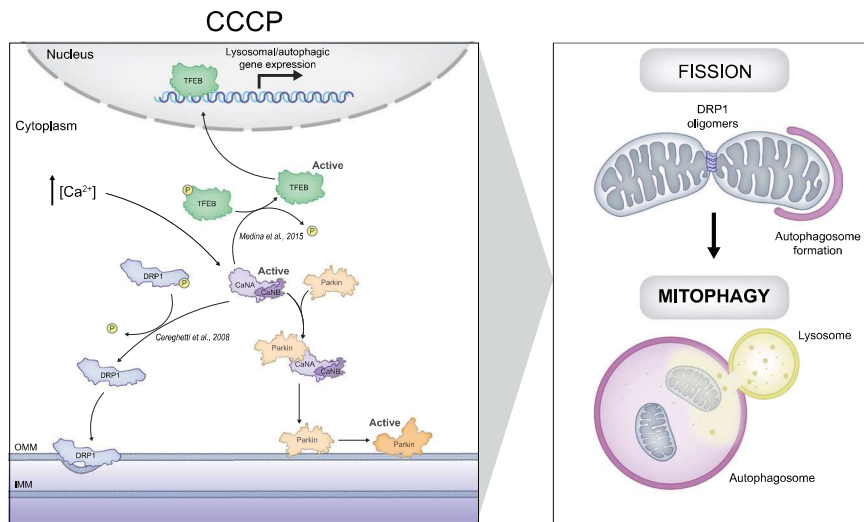 CCCP
Nucleus
Lysosomal/autophagic
gene expression
TFEB
Cytoplasm
Active
[Ca2+]
P
TFEB
TFEB
Medina et al., 2015
P
DRP1
P
Active
CaNA
CaNB
Parkin
P
Cereghetti et al., 2008
DRP1
Parkin
CaNA
CaNB
Active
OMM
DRP1
Parkin
Parkin
IMM
FISSION
DRP1
oligomers
Autophagosome
formation
MITOPHAGY
Lysosome
Autophagosome